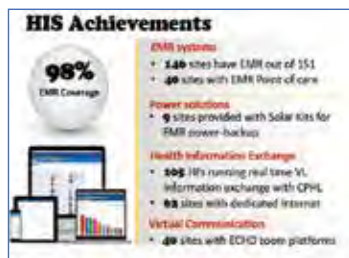 HIS Achievements
98%
EMR Coverage
EMR systems
• 140 sites have EMR out of 151
• 40 sites with EMR Point of care
Power solutions
• 9 sites provided with Solar Kits for
EMR power-backup
Health Information Exchange
• 105 HFs running real time VL
information exchange with CPHL
• 62 sites with dedicated internet
Virtual Communication
• 40 sites with ECHO zoom platforms